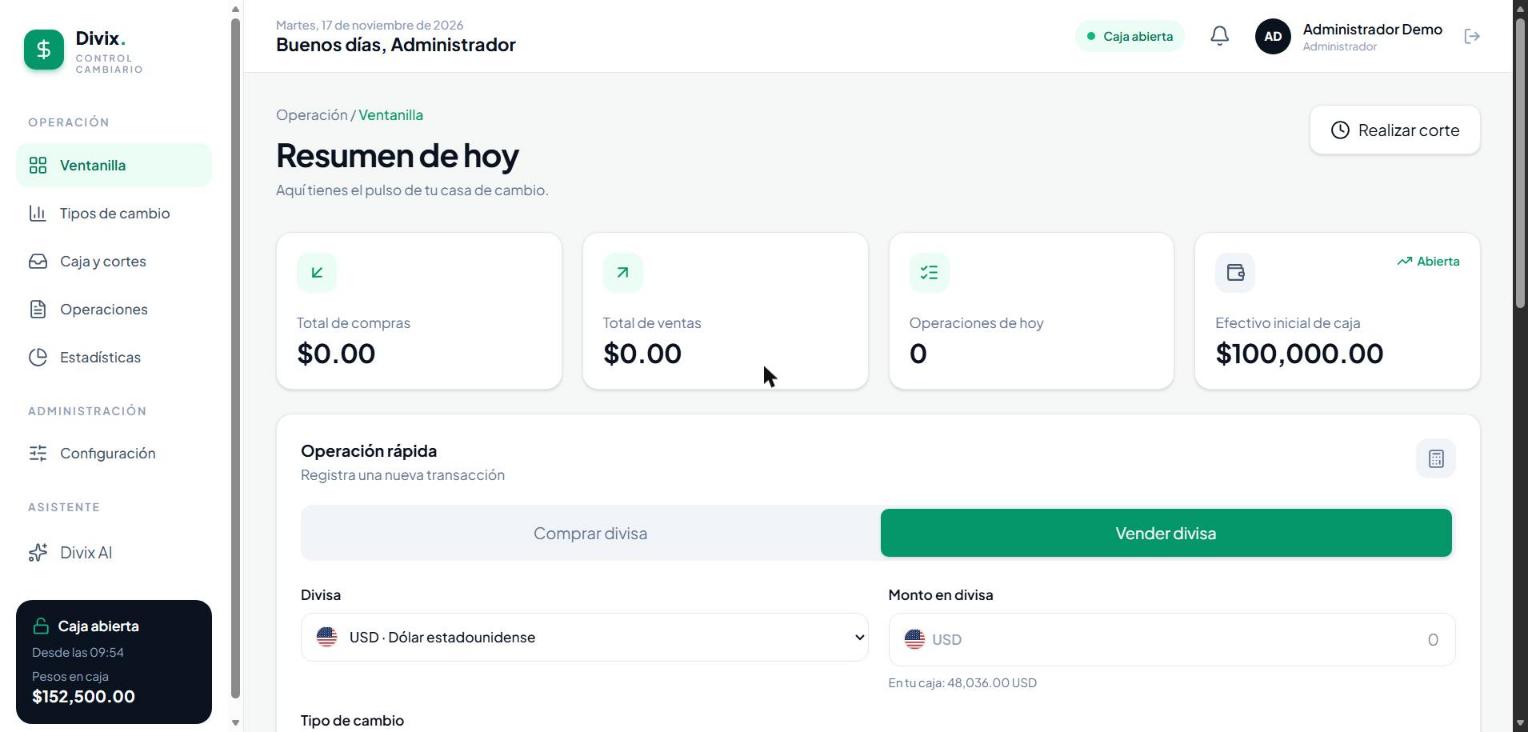 Divix.
CONTROL
CAMBIARIO
OPERACIÓN
Ventanilla
Tipos de cambio
Caja y cortes
Operaciones
Estadísticas
ADMINISTRACIÓN
Configuración
ASISTENTE
Divix AI
Caja abierta
Desde las 09:54
Pesos en caja
$152,500.00
Martes, 17 de noviembre de 2026
Buenos días, Administrador
Caja abierta
AD
Administrador Demo
Administrador
Operación / Ventanilla
Resumen de hoy
Aquí tienes el pulso de tu casa de cambio.
Realizar corte
Total de compras
$0.00
Total de ventas
$0.00
Operaciones de hoy
0
Abierta
Efectivo inicial de caja
$100,000.00
Operación rápida
Registra una nueva transacción
Comprar divisa
Vender divisa
Divisa
USD · Dólar estadounidense
Monto en divisa
USD
0
En tu caja: 48,036.00 USD
Tipo de cambio